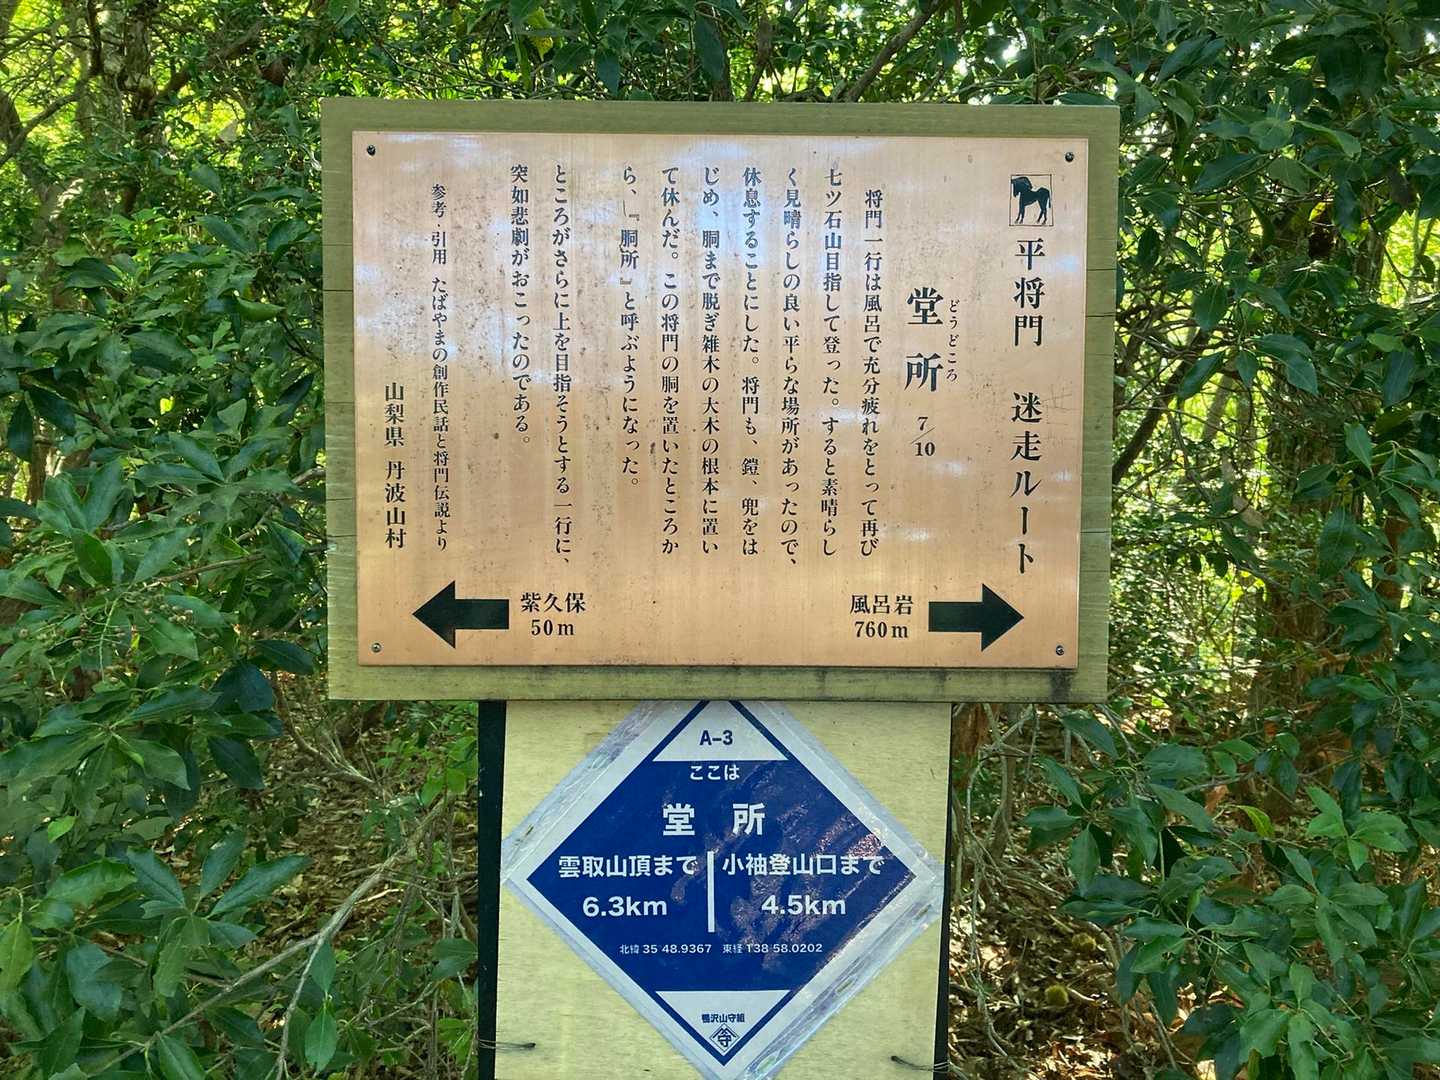 平将門　迷走ルート
どうどころ
堂所 7/10
将門一行は風呂で充分疲れをとって再び
七ツ石山目指して登った。すると素晴らし
く見晴らしの良い平らな場所があったので、
休息することにした。将門も、鎧、兜をは
じめ、胴まで脱ぎ雑木の大木の根本に置い
て休んだ。この将門の胴を置いたところか
ら、『胴所』と呼ぶようになった。
ところがさらに上を目指そうとする一行に、
突如悲劇がおこったのである。
参考・引用　たばやまの創作民話と将門伝説より
山梨県 丹波山村
紫久保
50m
風呂岩
760m
A-3
ここは
堂所
雲取山頂まで
6.3km
小袖登山口まで
4.5km
北緯 35 48.9367　東経 138 58.0202
鴨沢山守組